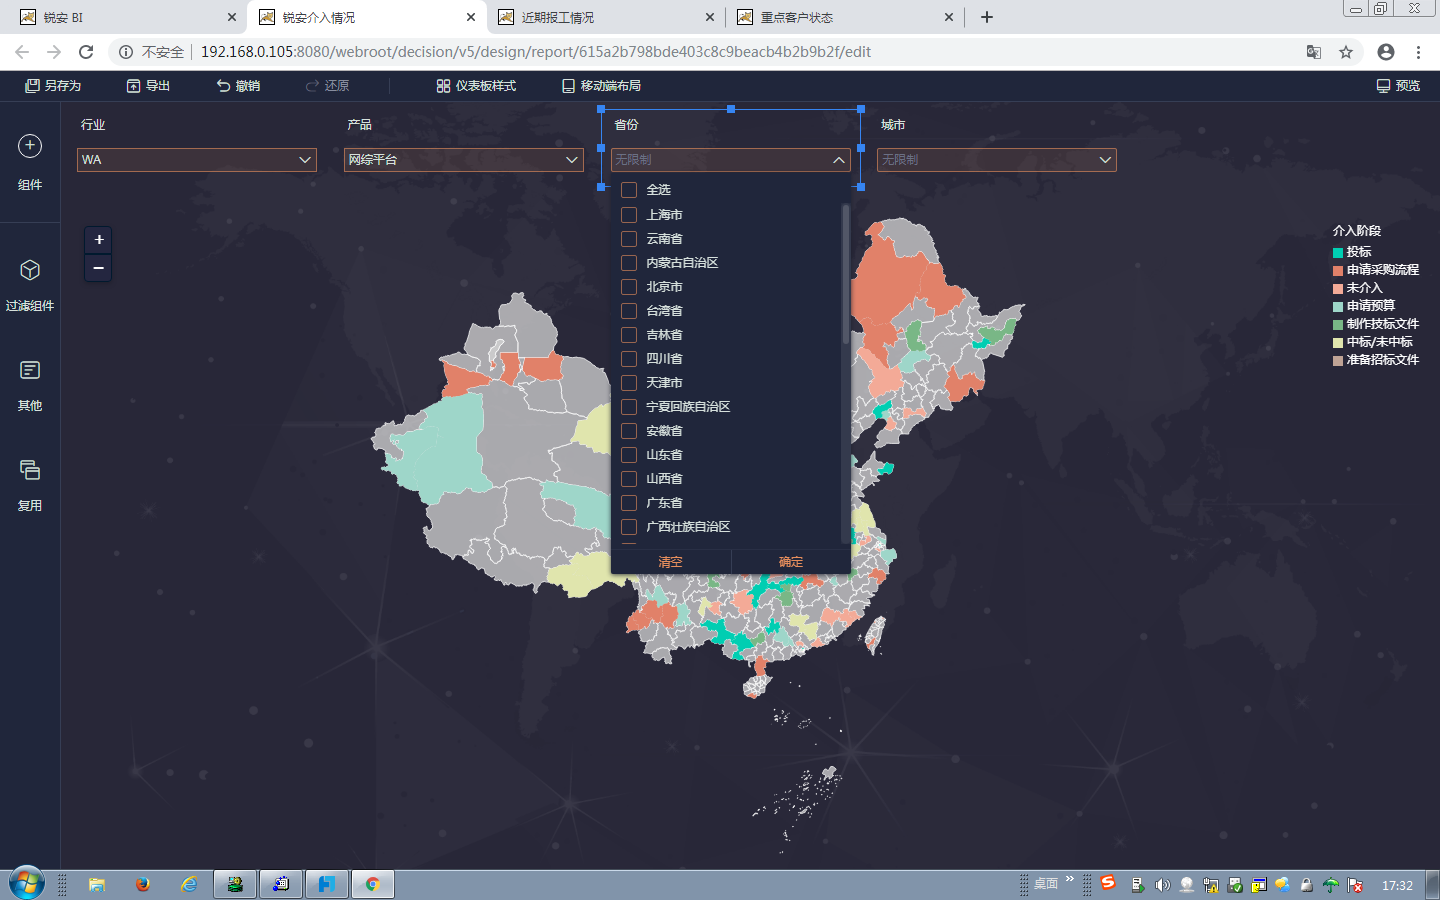 锐安 BI
锐安介入情况
近期报工情况
重点客户状态
不安全
192.168.0.105:8080/webroot/decision/v5/design/report/615a2b798bde403c8c9beacb4b2b9b2f/edit
另存为
导出
撤销
还原
仪表板样式
移动端布局
预览
行业
产品
省份
城市
WA
网综平台
无限制
无限制
组件
过滤组件
其他
复用
+
−
全选
上海市
云南省
内蒙古自治区
北京市
台湾省
吉林省
四川省
天津市
宁夏回族自治区
安徽省
山东省
山西省
广东省
广西壮族自治区
清空
确定
介入阶段
投标
申请采购流程
未介入
申请预算
制作技标文件
中标/未中标
准备招标文件
桌面
17:32